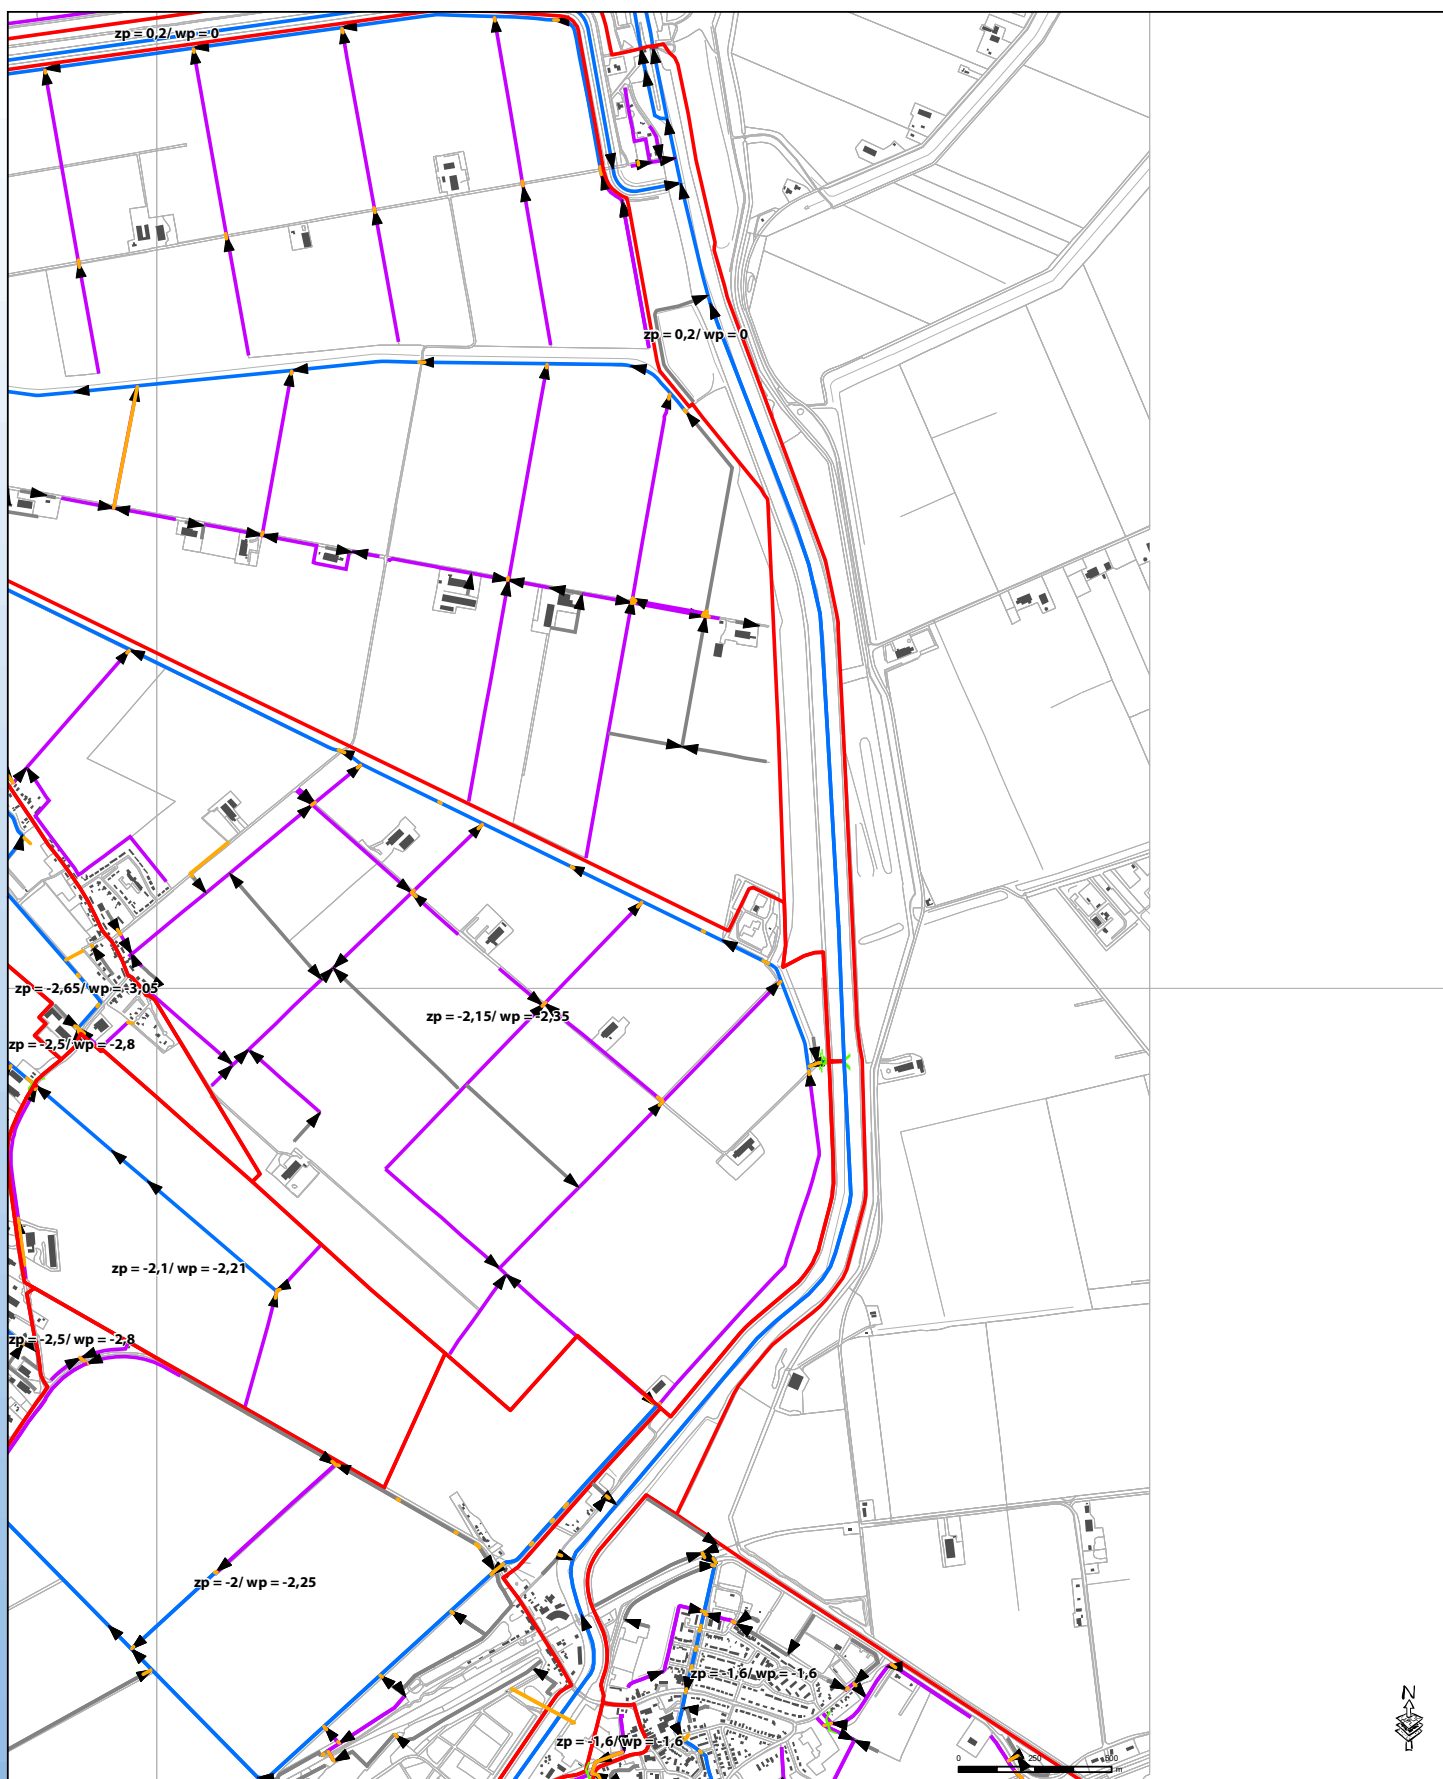 zp = 0,2/ wp = 0
zp = 0,2/ wp = 0
zp = -2,65/ wp = -3,05
zp = -2,15/ wp = -2,35
zp = -2,5/ wp = -2,8
zp = -2,1/ wp = -2,21
zp = -2,5/ wp = -2,8
zp = -2/ wp = -2,25
zp = -1,6/ wp = -1,6
zp = -1,6/ wp = -1,6
N
0 250 500
m